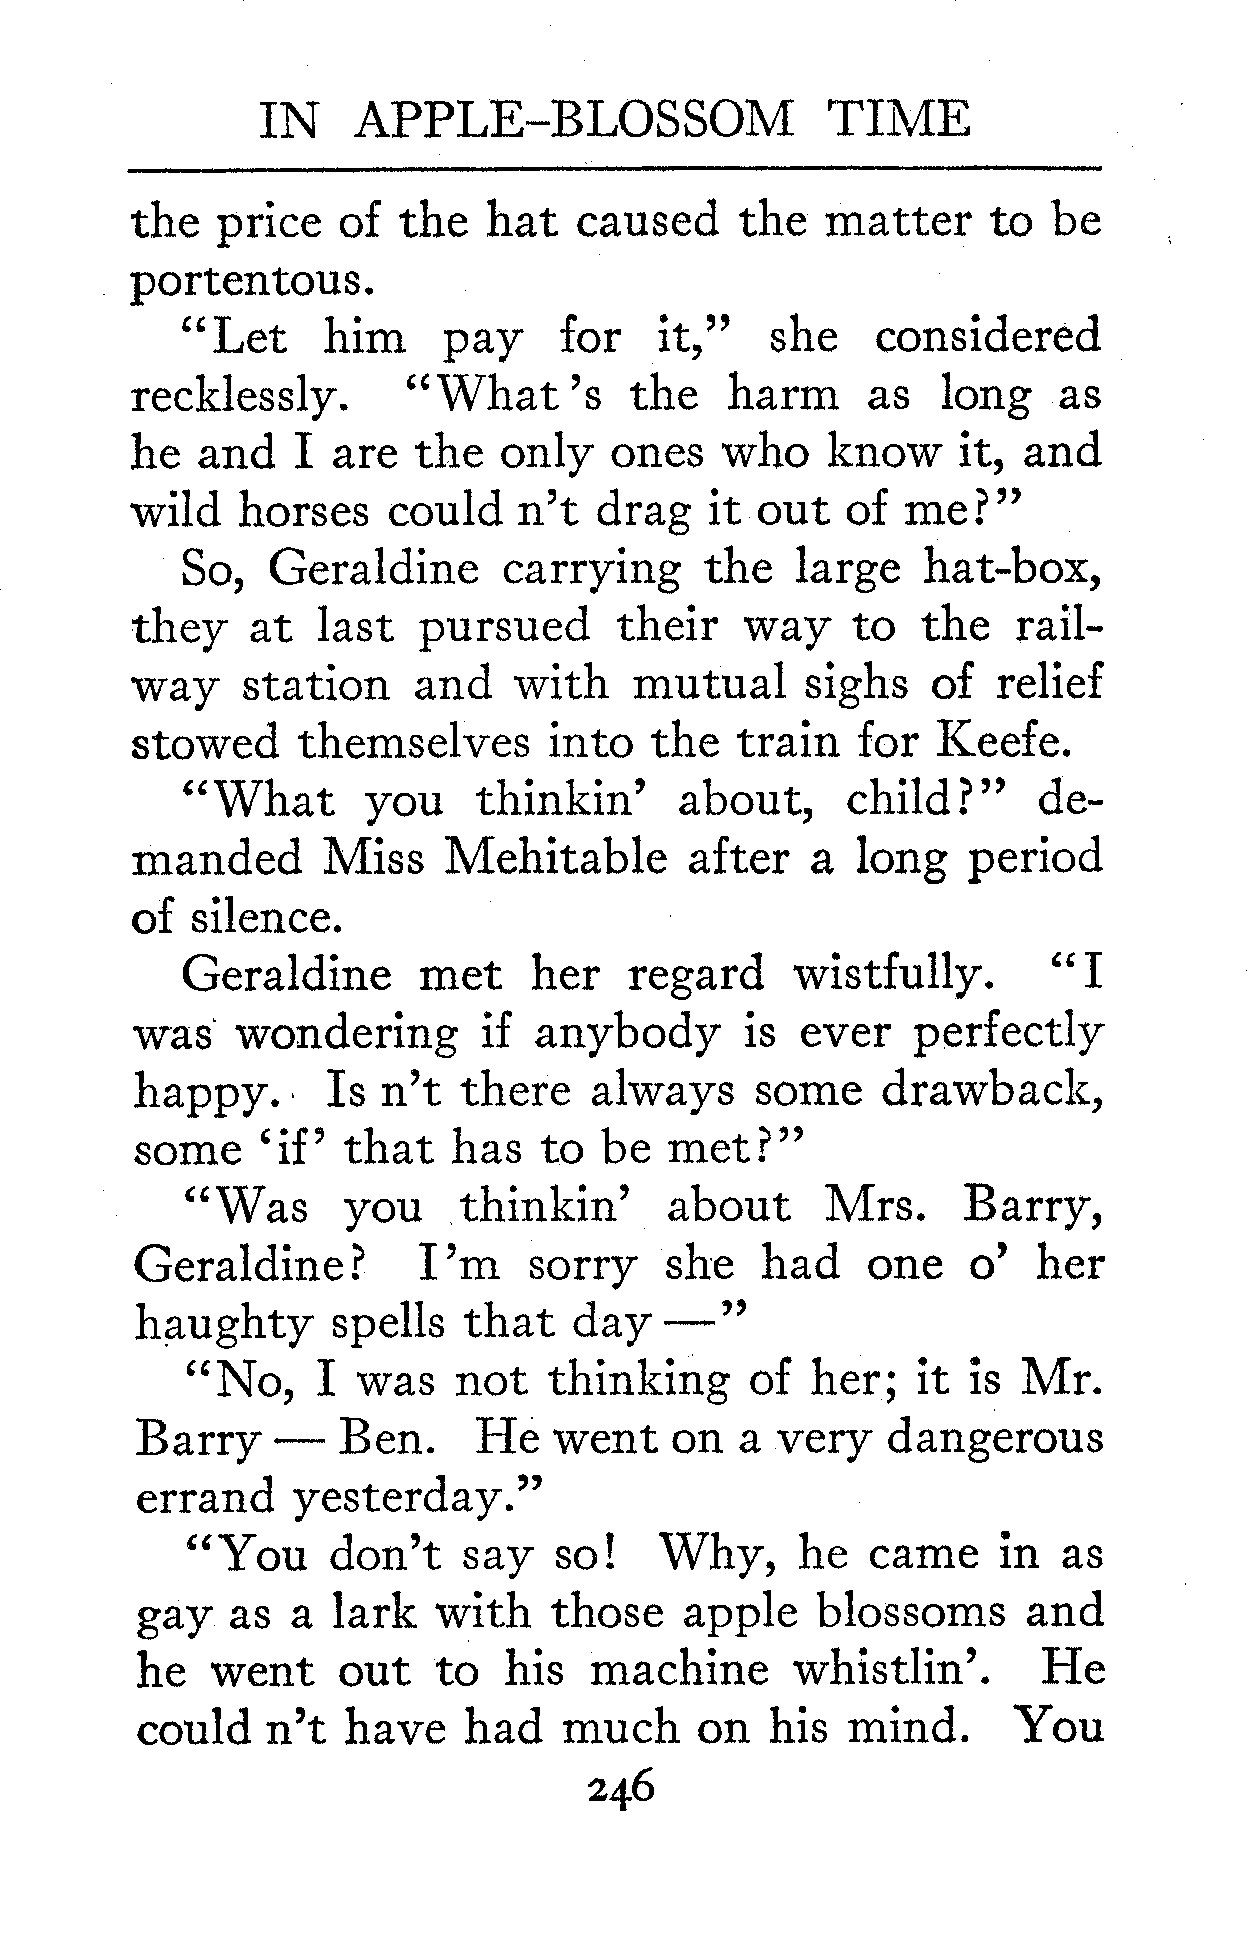 IN APPLE-BLOSSOM TIME
the price of the hat caused the matter to be
portentous.
“Let him pay for it,” she considered
recklessly. “What 's the harm as long as
he and I are the only ones who know it, and
wild horses could n't drag it out of me?”
So, Geraldine carrying the large hat-box,
they at last pursued their way to the rail-
way station and with mutual sighs of relief
stowed themselves into the train for Keefe.
“What you thinkin' about, child?” de-
manded Miss Mehitable after a long period
of silence.
Geraldine met her regard wistfully. “I
was wondering if anybody is ever perfectly
happy. Is n't there always some drawback,
some ‘if’ that has to be met?”
“Was you thinkin' about Mrs. Barry,
Geraldine? I 'm sorry she had one o' her
haughty spells that day —”
“No, I was not thinking of her; it is Mr.
Barry — Ben. He went on a very dangerous
errand yesterday.”
“You don't say so! Why, he came in as
gay as a lark with those apple blossoms and
he went out to his machine whistlin'. He
could n't have had much on his mind. You
246